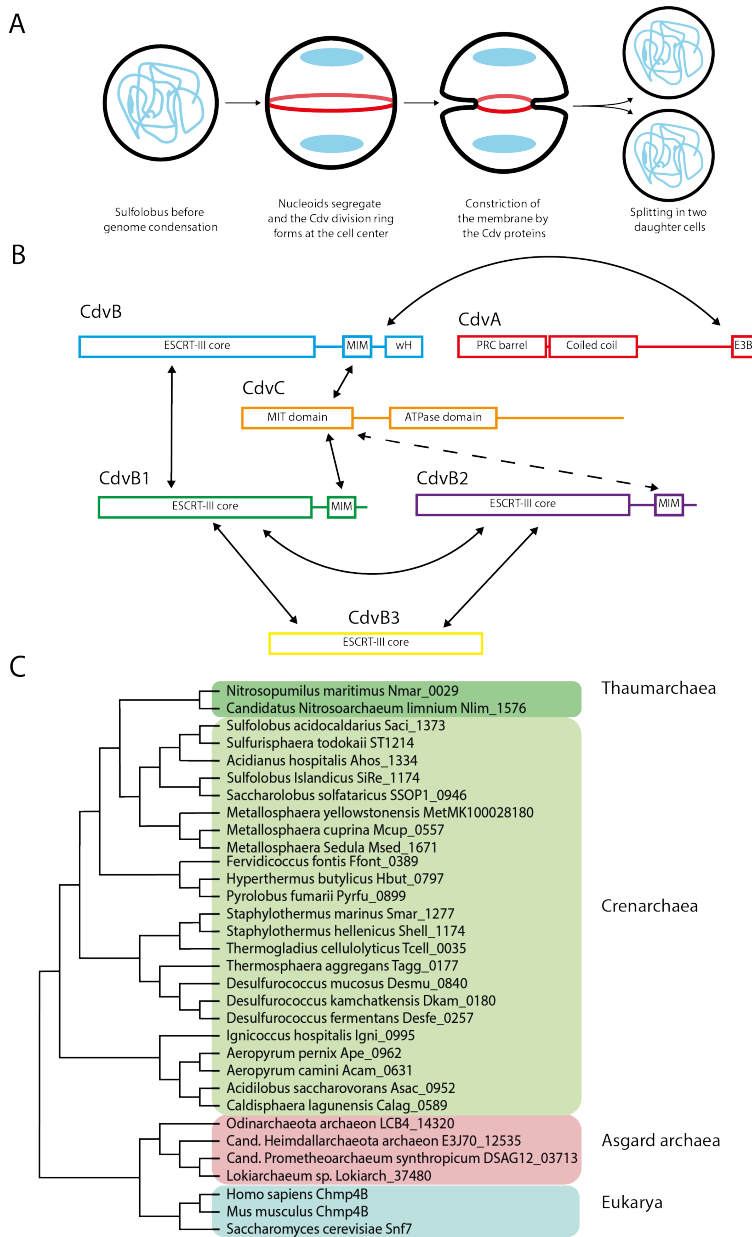 A
Sulfolobus before
genome condensation
Nucleoids segregate
and the Cdv division ring
forms at the cell center
Constriction of
the membrane by
the Cdv proteins
Splitting in two
daughter cells
B
CdvB
ESCRT-III core
MIM
wH
CdvA
PRC barrel
Coiled coil
E3B
CdvC
MIT domain
ATPase domain
CdvB1
ESCRT-III core
MIM
CdvB2
ESCRT-III core
MIM
CdvB3
ESCRT-III core
C
Nitrosopumilus maritimus Nmar_0029
Candidatus Nitrosoarchaeum limnium Nlim_1576
Thaumarchaea
Sulfolobus acidocaldarius Saci_1373
Sulfurisphaera todokaii ST1214
Acidianus hospitalis Ahos_1334
Sulfolobus Islandicus SiRe_1174
Saccharolobus solfataricus SSOP1_0946
Metallosphaera yellowstonensis MetMK100028180
Metallosphaera cuprina Mcup_0557
Metallosphaera Sedula Msed_1671
Fervidicoccus fontis Ffont_0389
Hyperthermus butylicus Hbut_0797
Pyrolobus fumarii Pyrfu_0899
Staphylothermus marinus Smar_1277
Staphylothermus hellenicus Shell_1174
Thermogladius cellulolyticus Tcell_0035
Thermosphaera aggregans Tagg_0177
Desulfurococcus mucosus Desmu_0840
Desulfurococcus kamchatkensis Dkam_0180
Desulfurococcus fermentans Desfe_0257
Ignicoccus hospitalis Igni_0995
Aeropyrum pernix Ape_0962
Aeropyrum camini Acam_0631
Acidilobus saccharovorans Asac_0952
Caldisphaera lagunensis Calag_0589
Crenarchaea
Odinarchaeota archaeon LCB4_14320
Cand. Heimdallarchaeota archaeon E3J70_12535
Cand. Prometheoarchaeum synthropicum DSAG12_03713
Lokiarchaeum sp. Lokiarch_37480
Asgard archaea
Homo sapiens Chmp4B
Mus musculus Chmp4B
Saccharomyces cerevisiae Snf7
Eukarya